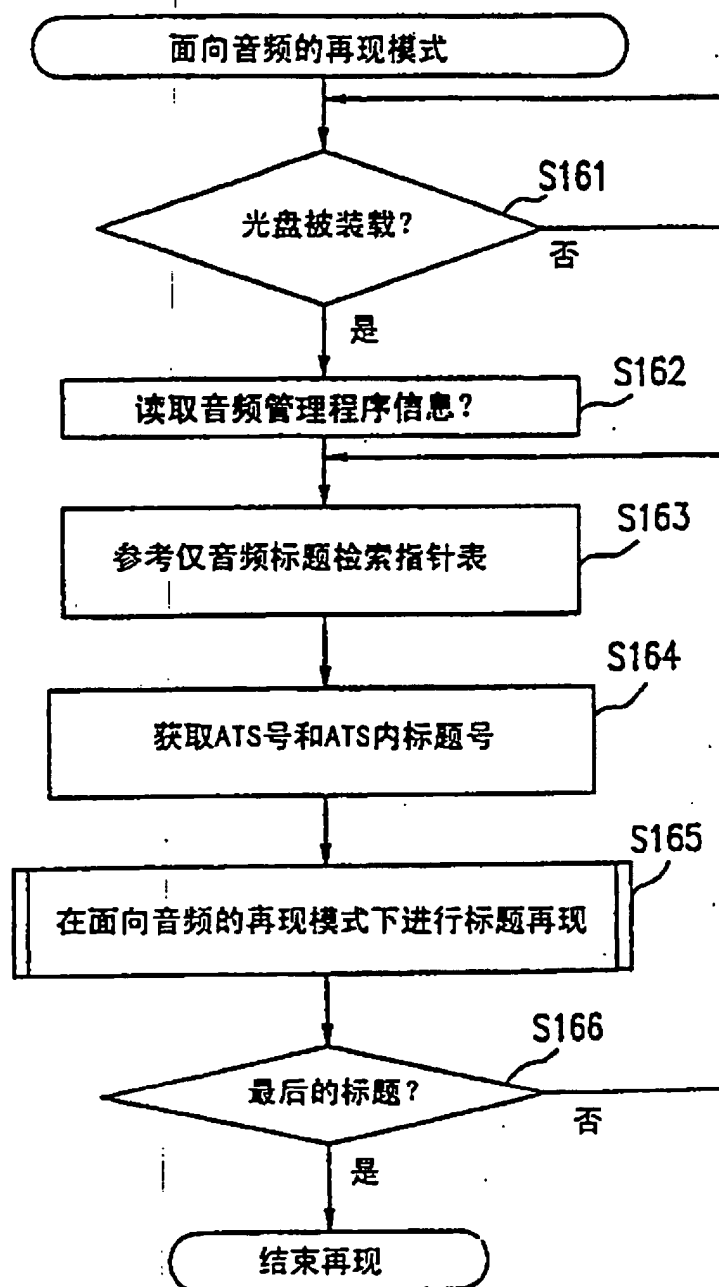 面向音频的再现模式
S161
光盘被装载?
否
是
S162
读取音频管理程序信息?
S163
参考仅音频标题检索指针表
S164
获取ATS号和ATS内标题号
S165
在面向音频的再现模式下进行标题再现
S166
最后的标题?
否
是
结束再现